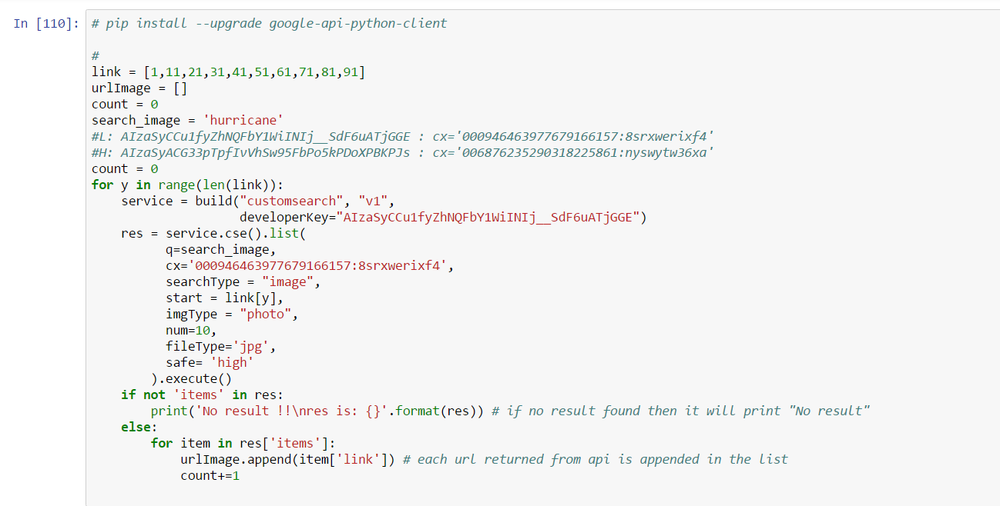 In [110]: # pip install --upgrade google-api-python-client
#
link = [1,11,21,31,41,51,61,71,81,91]
urlImage = []
count = 0
search_image = 'hurricane'
#L: AIzaSyCCu1fyZhNQFbY1WiINIj__SdF6uATjGGE : cx='000946463977679166157:8srxwerixf4'
#H: AIzaSyACG33pTpfIvVhSw95FbPo5kPDoXPBKPJs : cx='006876235290318225861:nyswytw36xa'
count = 0
for y in range(len(link)):
    service = build("customsearch", "v1",
                    developerKey="AIzaSyCCu1fyZhNQFbY1WiINIj__SdF6uATjGGE")
    res = service.cse().list(
          q=search_image,
          cx='000946463977679166157:8srxwerixf4',
          searchType = "image",
          start = link[y],
          imgType = "photo",
          num=10,
          fileType='jpg',
          safe= 'high'
        ).execute()
    if not 'items' in res:
        print('No result !!\nres is: {}'.format(res)) # if no result found then it will print "No result"
    else:
        for item in res['items']:
            urlImage.append(item['link']) # each url returned from api is appended in the list
            count+=1